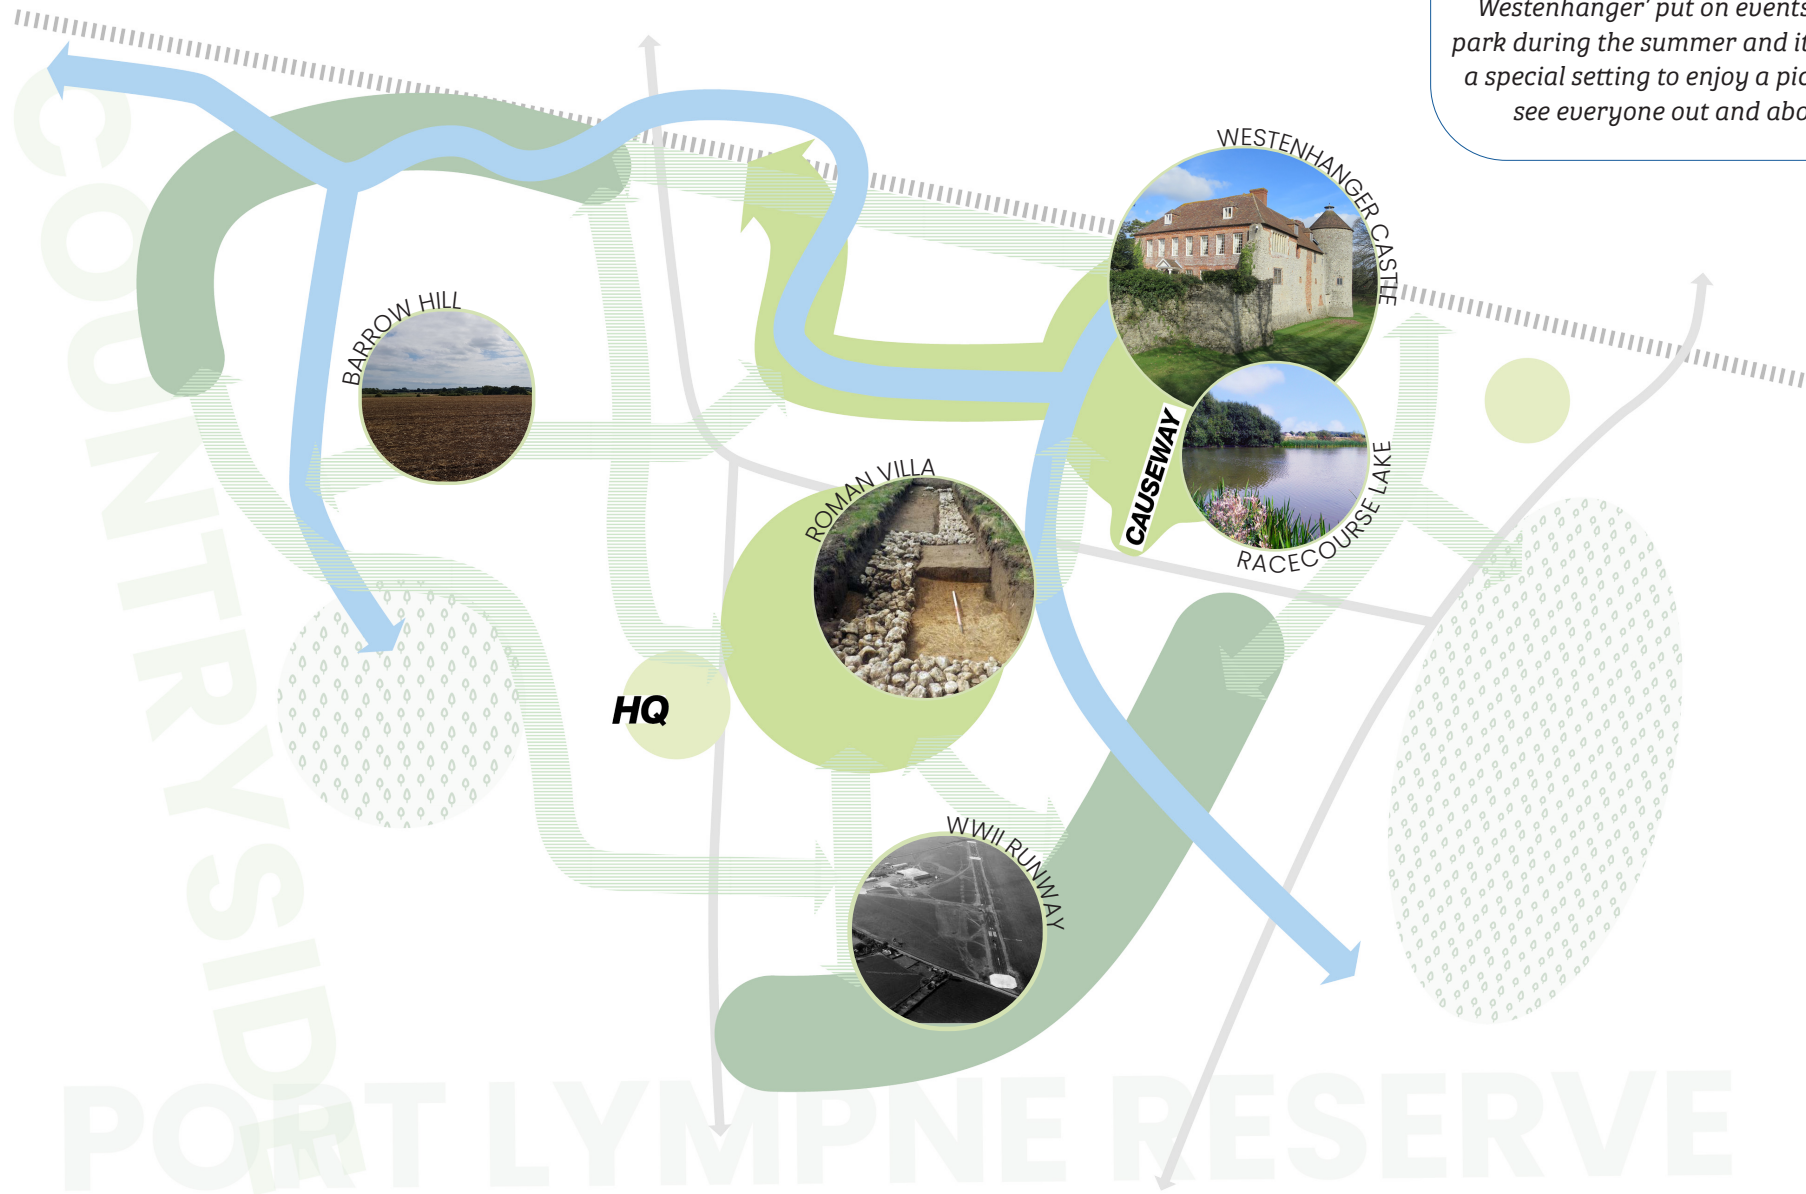 Westenhanger' put on events
park during the summer and it
a special setting to enjoy a pic
see everyone out and abo
WESTENHANGER CASTLE
BARROW HILL
CAUSEWAY
RACECOURSE LAKE
ROMAN VILLA
HQ
WWII RUNWAY
COUNTRYSIDE
PORT LYMPNE RESERVE